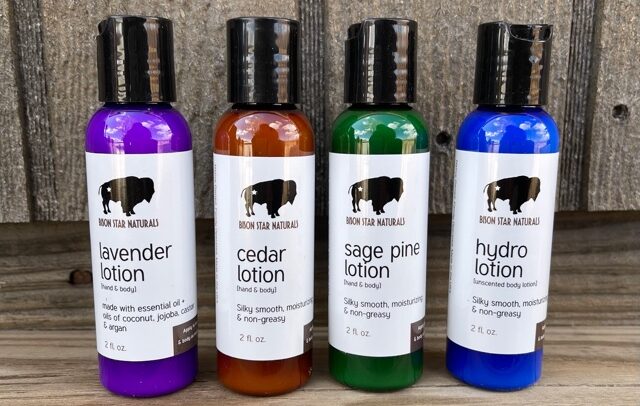 BISON STAR NATURALS
lavender
lotion
[hand & body]
made with essential oil +
oils of coconut, jojoba, castor
& argan
2 fl. oz.
BISON STAR NATURALS
cedar
lotion
[hand & body]
Silky smooth, moisturizing
& non-greasy
2 fl. oz.
BISON STAR NATURALS
sage pine
lotion
[hand & body]
Silky smooth, moisturizing
& non-greasy
2 fl. oz.
BISON STAR NATURALS
hydro
lotion
[unscented body lotion]
Silky smooth, moisturizing
& non-greasy
2 fl. oz.